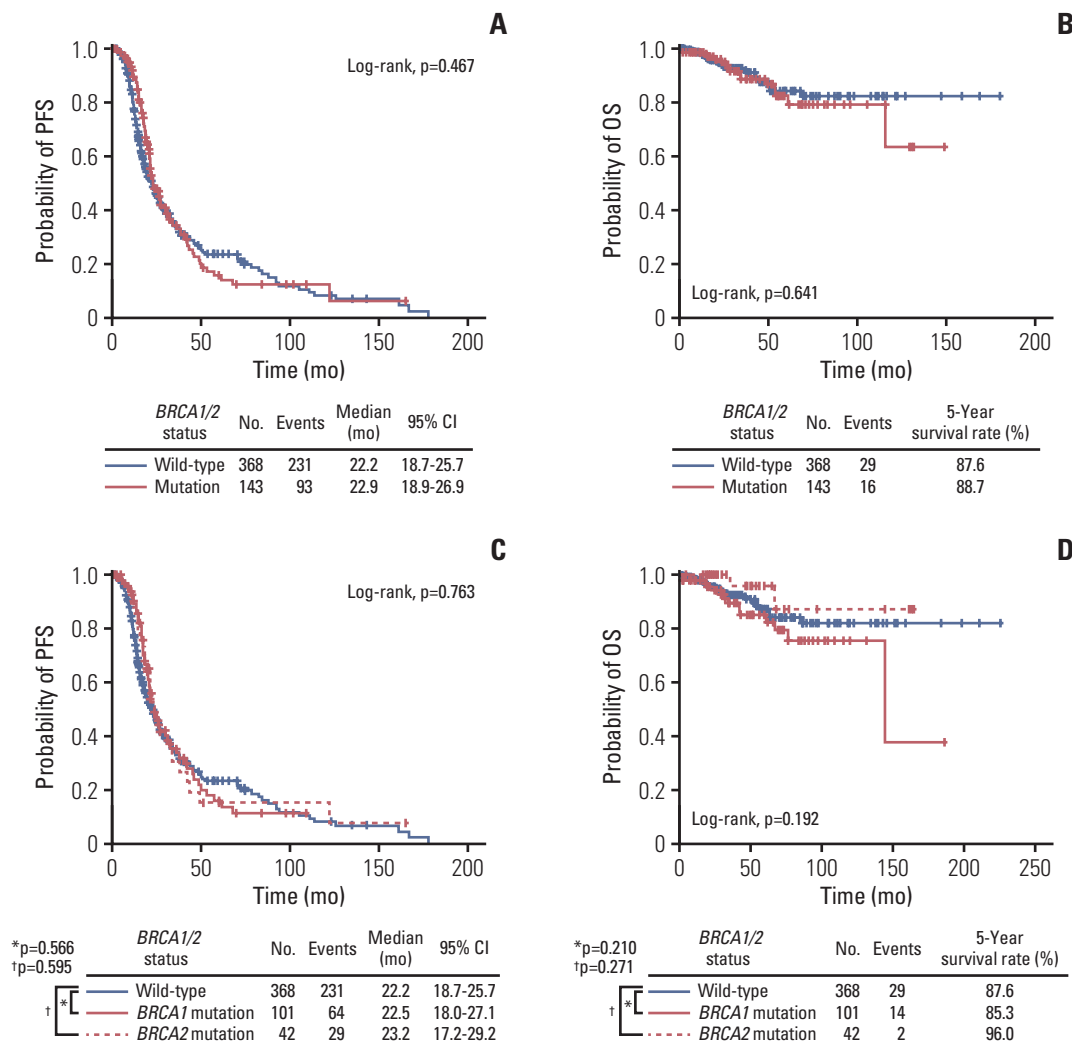 A
Log-rank, p=0.467
Probability of PFS
1.0
0.8
0.6
0.4
0.2
0
0 50 100 150 200
Time (mo)
BRCA1/2 status No. Events Median (mo) 95% CI
Wild-type 368 231 22.2 18.7-25.7
Mutation 143 93 22.9 18.9-26.9
B
Log-rank, p=0.641
Probability of OS
1.0
0.8
0.6
0.4
0.2
0
0 50 100 150 200
Time (mo)
BRCA1/2 status No. Events 5-Year survival rate (%)
Wild-type 368 29 87.6
Mutation 143 16 88.7
C
Log-rank, p=0.763
Probability of PFS
1.0
0.8
0.6
0.4
0.2
0
0 50 100 150 200
Time (mo)
*p=0.566
†p=0.595
BRCA1/2 status No. Events Median (mo) 95% CI
† * Wild-type 368 231 22.2 18.7-25.7
BRCA1 mutation 101 64 22.5 18.0-27.1
BRCA2 mutation 42 29 23.2 17.2-29.2
D
Log-rank, p=0.192
Probability of OS
1.0
0.8
0.6
0.4
0.2
0
0 50 100 150 200 250
Time (mo)
*p=0.210
†p=0.271
BRCA1/2 status No. Events 5-Year survival rate (%)
† * Wild-type 368 29 87.6
BRCA1 mutation 101 14 85.3
BRCA2 mutation 42 2 96.0